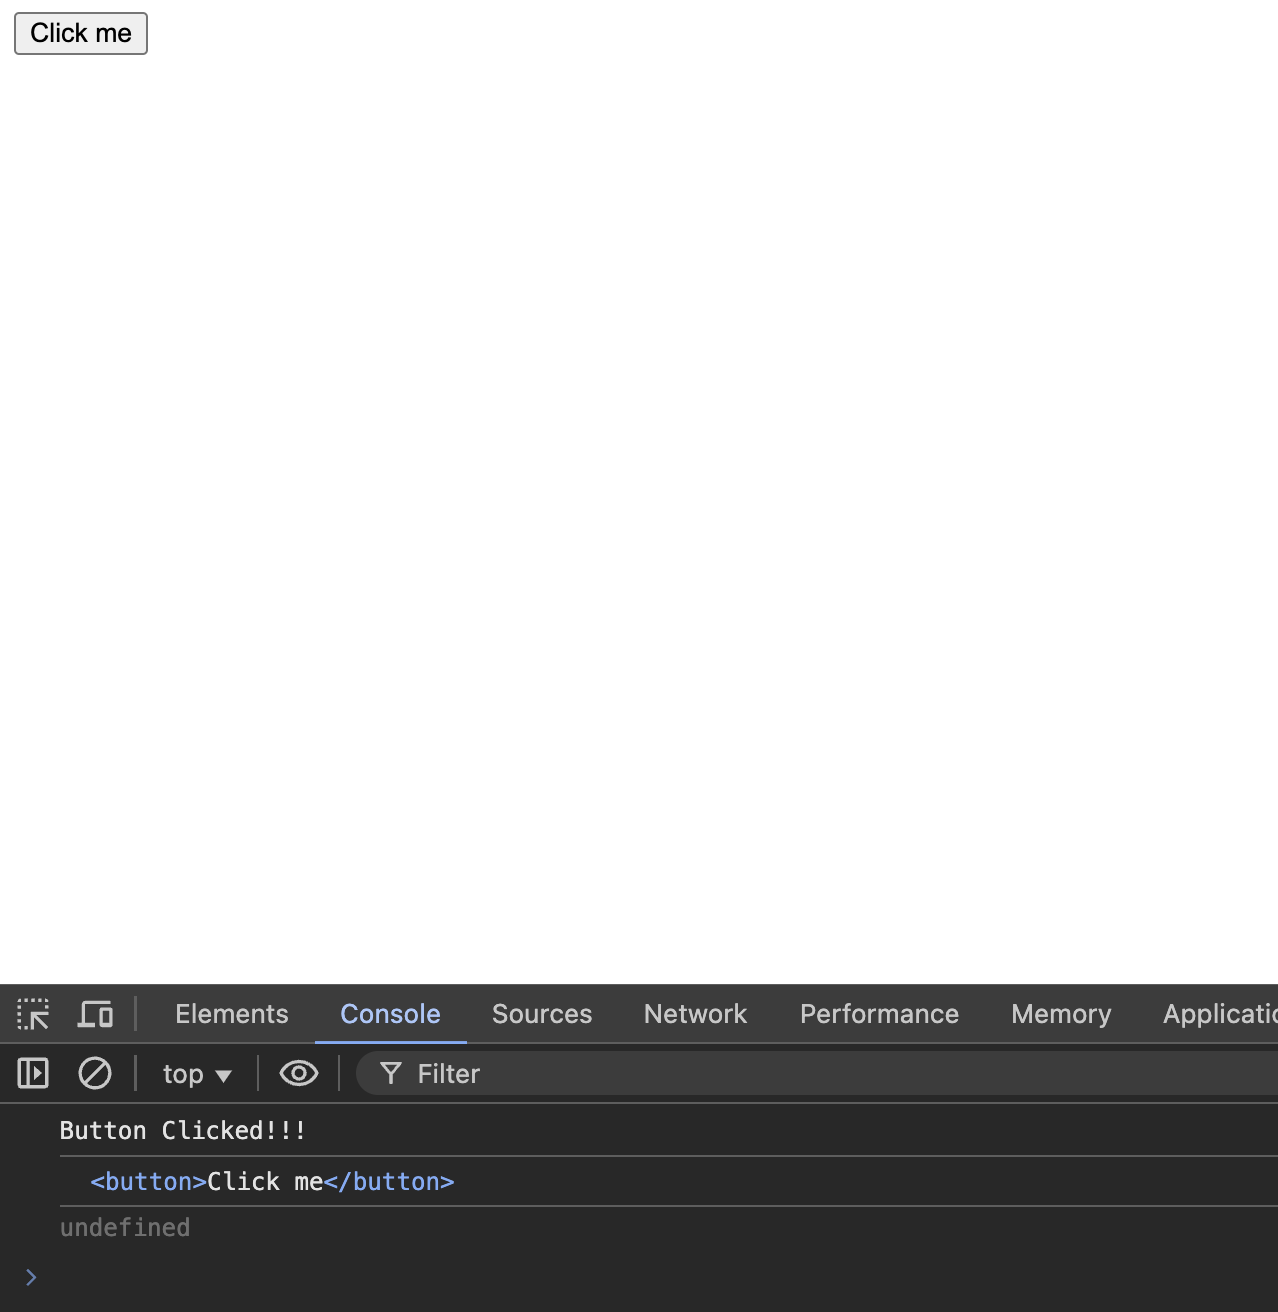 Click me
Elements Console Sources Network Performance Memory Applicatio
top Filter
Button Clicked!!!
<button>Click me</button>
undefined